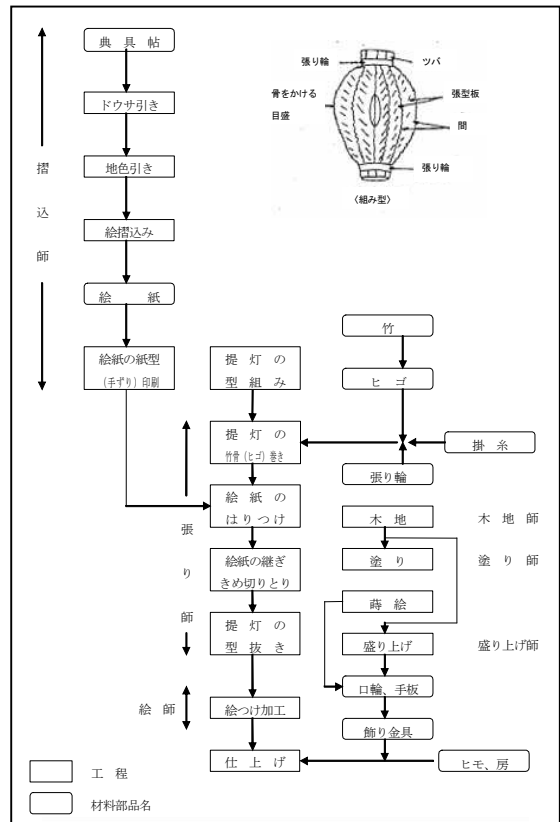 典具帖
ドウサ引き
地色引き
絵摺込み
絵紙
絵紙の紙型
(手ずり) 印刷
摺込師
張り輪
ツバ
骨をかける
目盛
張型板
間
張り輪
〈組み型〉
提灯の
型組み
提灯の
竹骨(ヒゴ)巻き
絵紙の
はりつけ
絵紙の継ぎ
きめ切りとり
提灯の
型抜き
絵つけ加工
仕上げ
張り師
絵師
竹
ヒゴ
掛糸
張り輪
木地
木地師
塗り
塗り師
蒔絵
盛り上げ
盛り上げ師
口輪、手板
飾り金具
ヒモ、房
工程
材料部品名